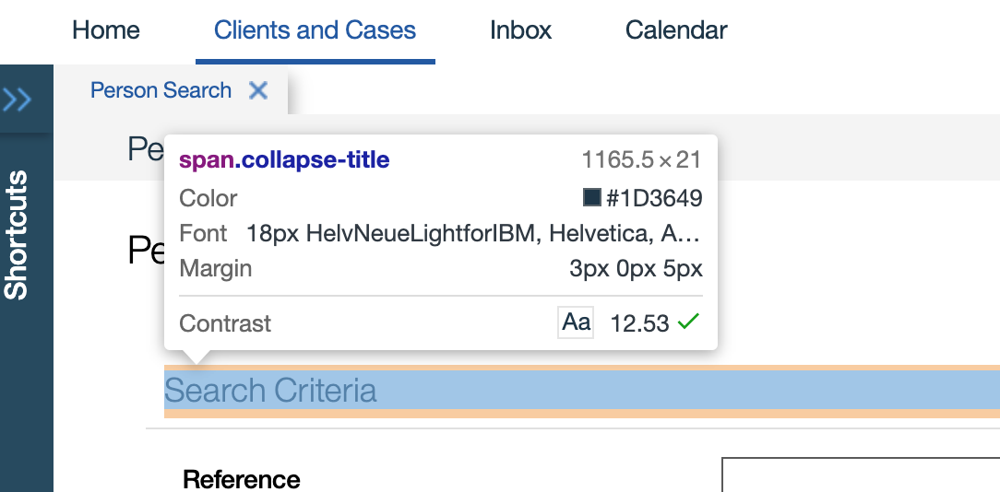 Home Clients and Cases Inbox Calendar
Person Search
Pe
span.collapse-title 1165.5 × 21
Color #1D3649
Font 18px HelvNeueLightforIBM, Helvetica, A...
Pe
Margin 3px 0px 5px
Contrast Aa 12.53
Search Criteria
Reference
Shortcuts